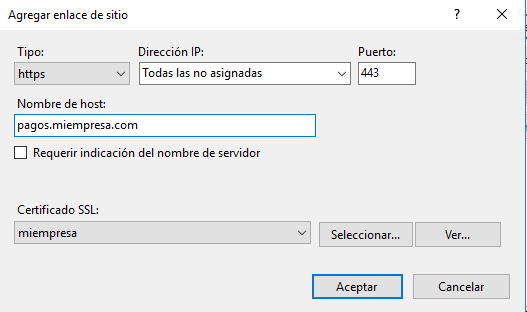 Agregar enlace de sitio
Tipo: Dirección IP: Puerto:
https Todas las no asignadas 443
Nombre de host:
pagos.miempresa.com
Requerir indicación del nombre de servidor
Certificado SSL:
miempresa Seleccionar... Ver...
Aceptar Cancelar